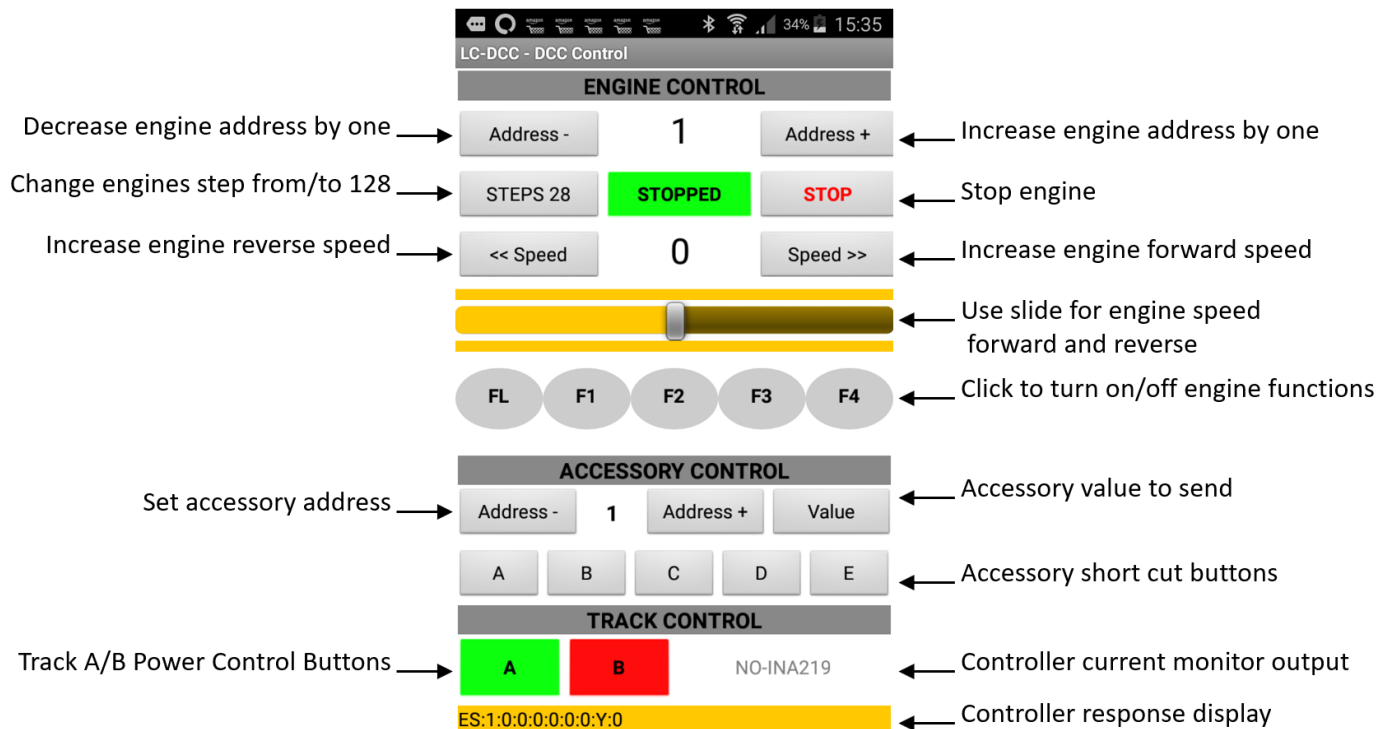 amazon amazon amazon amazon amazon 34% 15:35
LC-DCC - DCC Control
ENGINE CONTROL
Decrease engine address by one Address - 1 Address + Increase engine address by one
Change engines step from/to 128 STEPS 28 STOPPED STOP Stop engine
Increase engine reverse speed << Speed 0 Speed >> Increase engine forward speed
Use slide for engine speed
forward and reverse
FL F1 F2 F3 F4 Click to turn on/off engine functions
ACCESSORY CONTROL
Set accessory address Address - 1 Address + Value Accessory value to send
A B C D E Accessory short cut buttons
TRACK CONTROL
Track A/B Power Control Buttons A B NO-INA219 Controller current monitor output
ES:1:0:0:0:0:0:Y:0 Controller response display